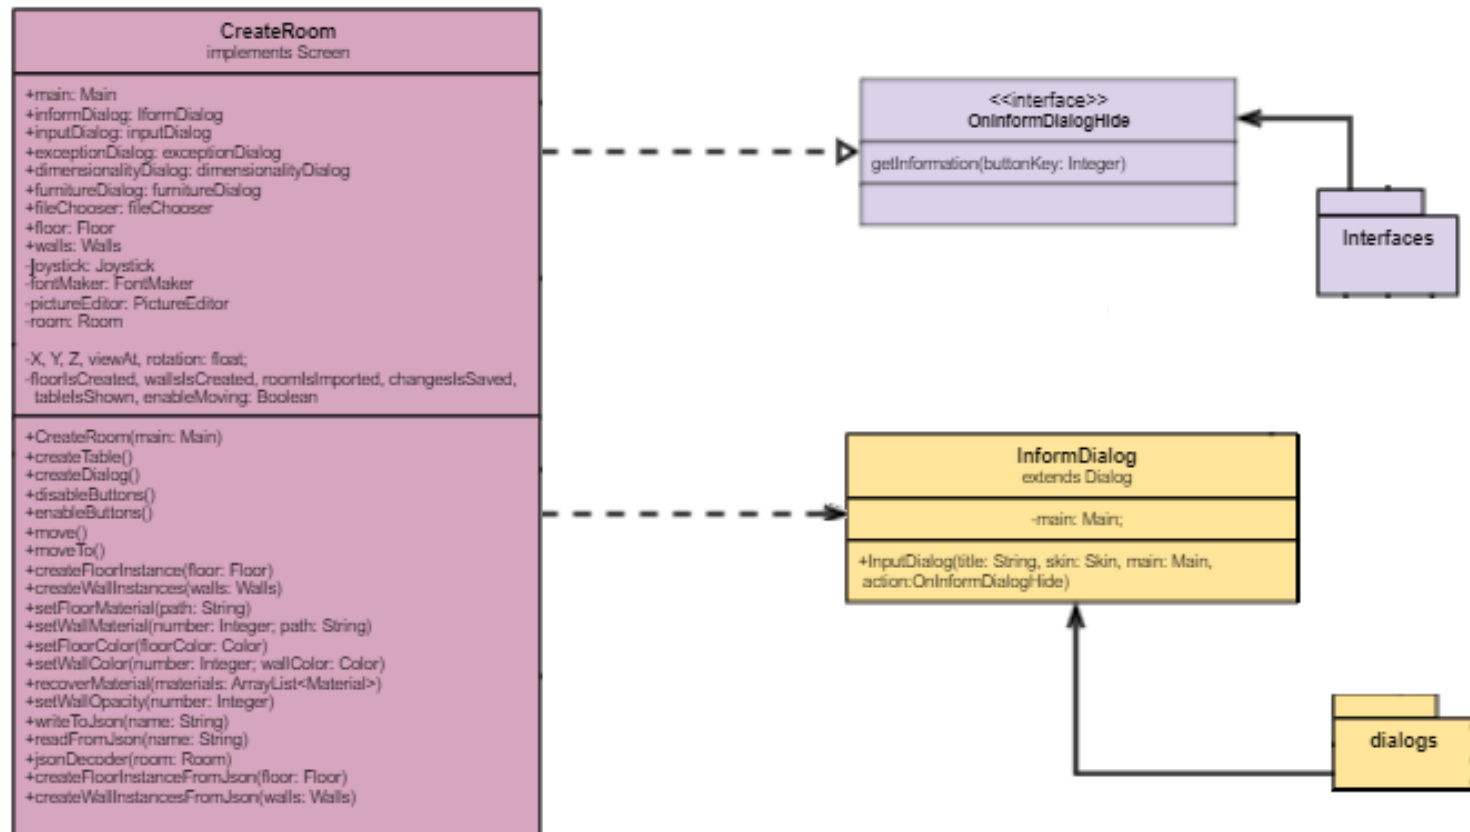 CreateRoom
implements Screen
+main: Main
+informDialog: IformDialog
+inputDialog: inputDialog
+exceptionDialog: exceptionDialog
+dimensionalityDialog: dimensionalityDialog
+furnitureDialog: furnitureDialog
+fileChooser: fileChooser
+floor: Floor
+walls: Walls
-joystick: Joystick
-fontMaker: FontMaker
-pictureEditor: PictureEditor
-room: Room
-X, Y, Z, viewAt, rotation: float;
-floorIsCreated, wallsIsCreated, roomIsImported, changesIsSaved,
tableIsShown, enableMoving: Boolean
+CreateRoom(main: Main)
+createTable()
+createDialog()
+disableButtons()
+enableButtons()
+move()
+moveTo()
+createFloorInstance(floor: Floor)
+createWallInstances(walls: Walls)
+setFloorMaterial(path: String)
+setWallMaterial(number: Integer; path: String)
+setFloorColor(floorColor: Color)
+setWallColor(number: Integer; wallColor: Color)
+recoverMaterial(materials: ArrayList<Material>)
+setWallOpacity(number: Integer)
+writeToJson(name: String)
+readFromJson(name: String)
+jsonDecoder(room: Room)
+createFloorInstanceFromJson(floor: Floor)
+createWallInstancesFromJson(walls: Walls)
<<interface>>
OnInformDialogHide
getInformation(buttonKey: Integer)
Interfaces
InformDialog
extends Dialog
-main: Main;
+InputDialog(title: String, skin: Skin, main: Main,
action:OnInformDialogHide)
dialogs